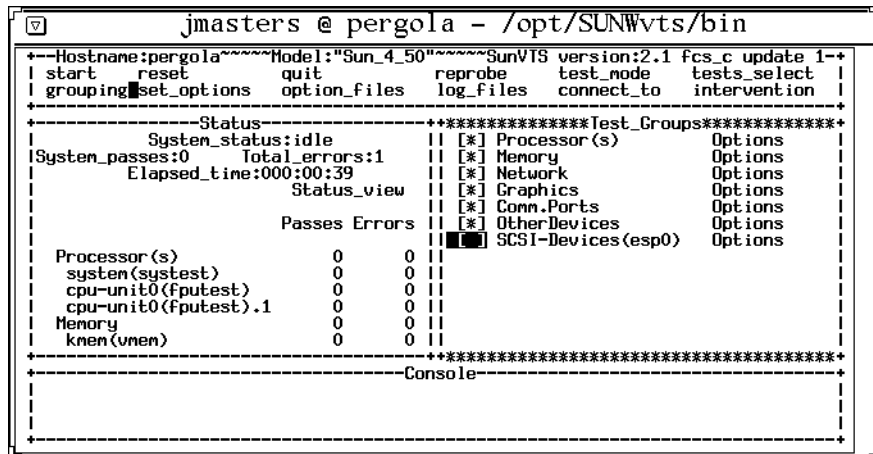 jmasters @ pergola - /opt/SUNWvts/bin
+--Hostname:pergola~~~~~Model:"Sun_4_50"~~~~~SunVTS version:2.1 fcs_c update 1-+
start reset quit reprobe test_mode tests_select
grouping set_options option_files log_files connect_to intervention
Status
System_status:idle
System_passes:0 Total_errors:1
Elapsed_time:000:00:39
Status_view
Passes Errors
Processor(s) 0 0
system(systest) 0 0
cpu-unit0(fputest) 0 0
cpu-unit0(fputest).1 0 0
Memory 0 0
kmem(vmem) 0 0
Test_Groups
[*] Processor(s) Options
[*] Memory Options
[*] Network Options
[*] Graphics Options
[*] Comm.Ports Options
[*] OtherDevices Options
[*] SCSI-Devices(esp0) Options
Console